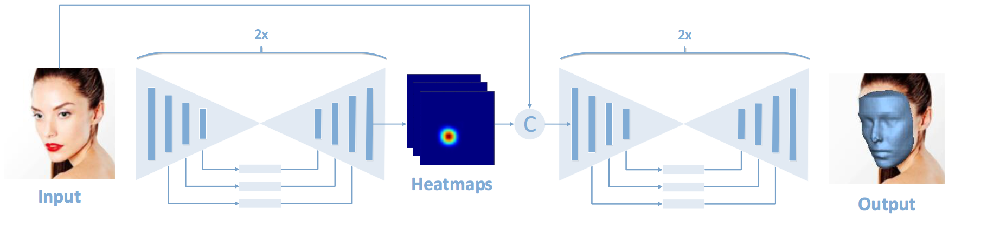 2x
2x
C
Heatmaps
Input
Output